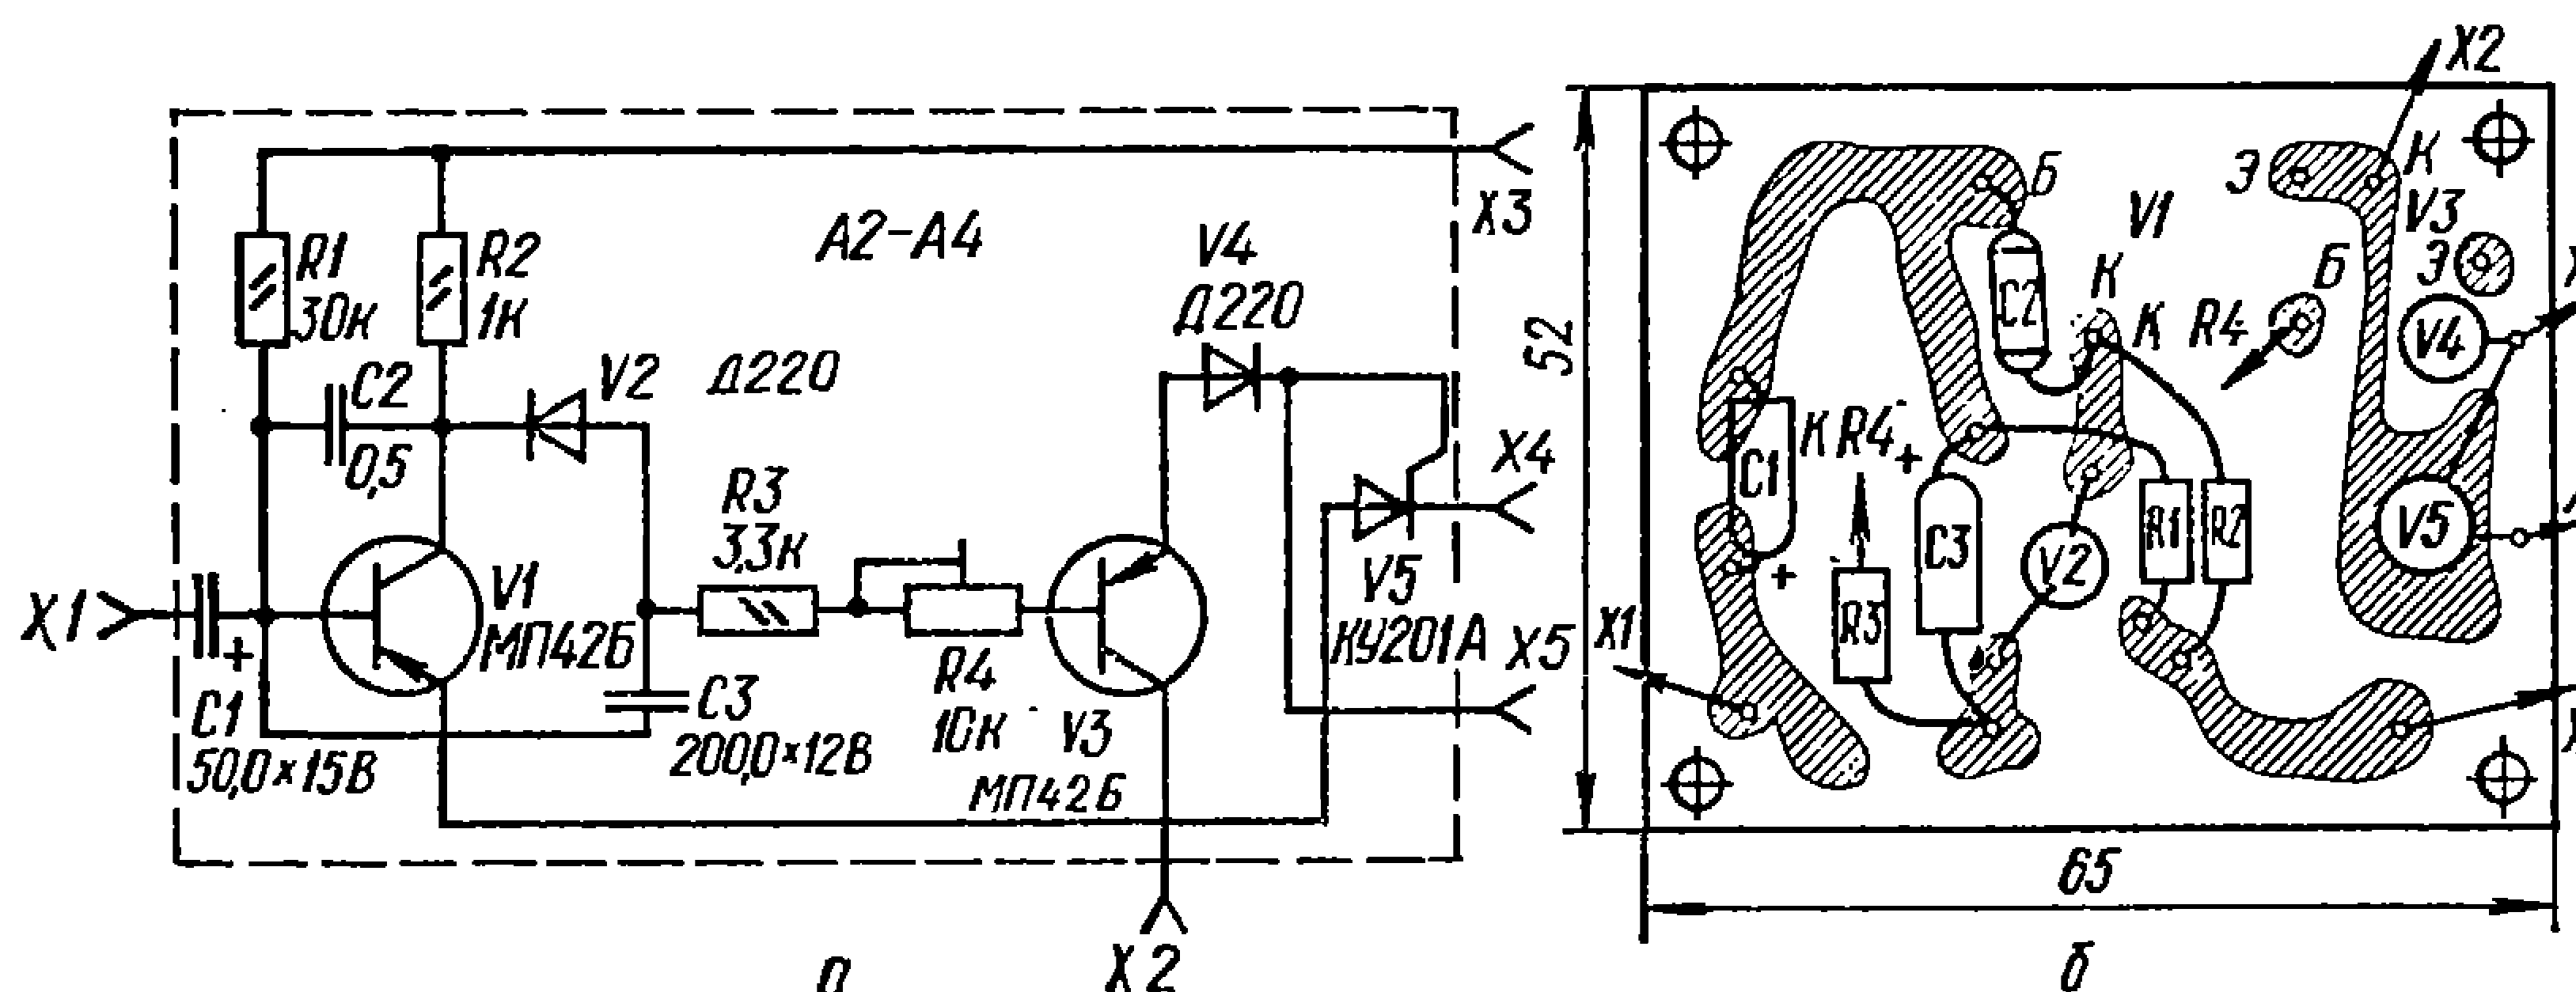 А2-А4
X3
R1
30к
R2
1к
C2
0,5
V2 Д220
V4
Д220
X4
R3
3,3к
V1
МП42Б
X1
C1
50,0×15В
C3
200,0×12В
R4
10к
V3
МП42Б
V5
КУ201А
X5
X2
а
X2
52
Б
V1
Э
К
V3
Э
К
К
R4
Б
C2
V4
C1
К R4
+
C3
R1
R2
V5
V2
+
R3
X1
65
б